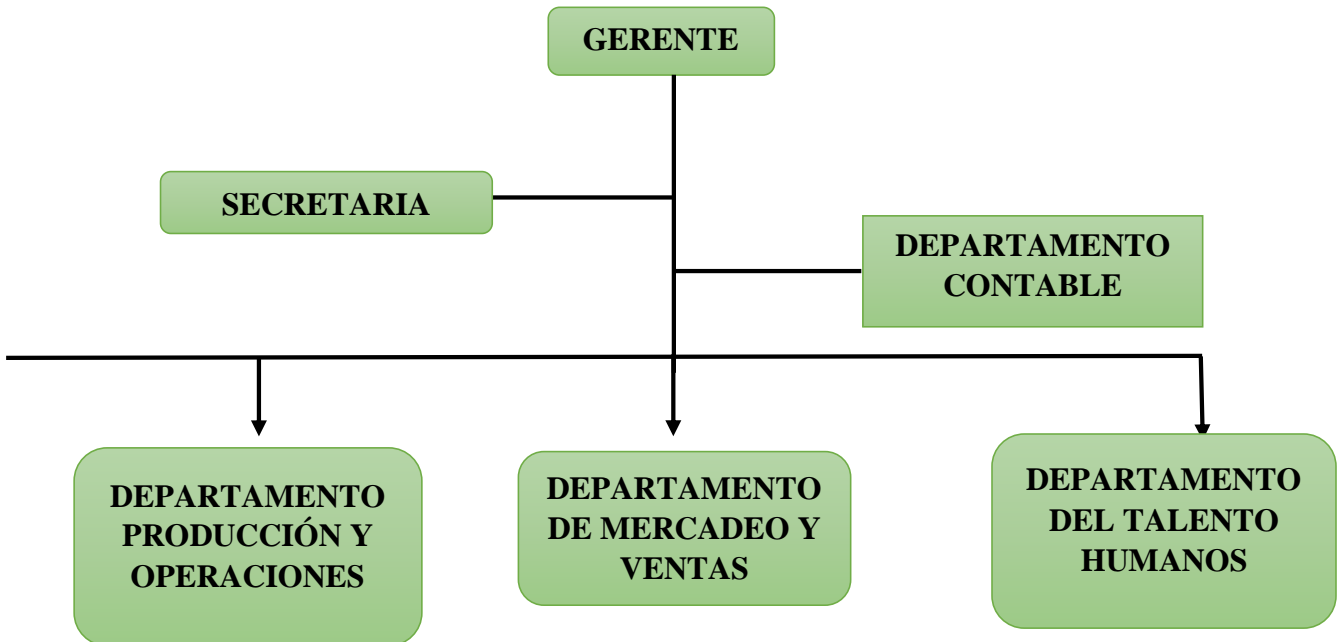 GERENTE
SECRETARIA
DEPARTAMENTO
CONTABLE
DEPARTAMENTO
PRODUCCIÓN Y
OPERACIONES
DEPARTAMENTO
DE MERCADEO Y
VENTAS
DEPARTAMENTO
DEL TALENTO
HUMANOS